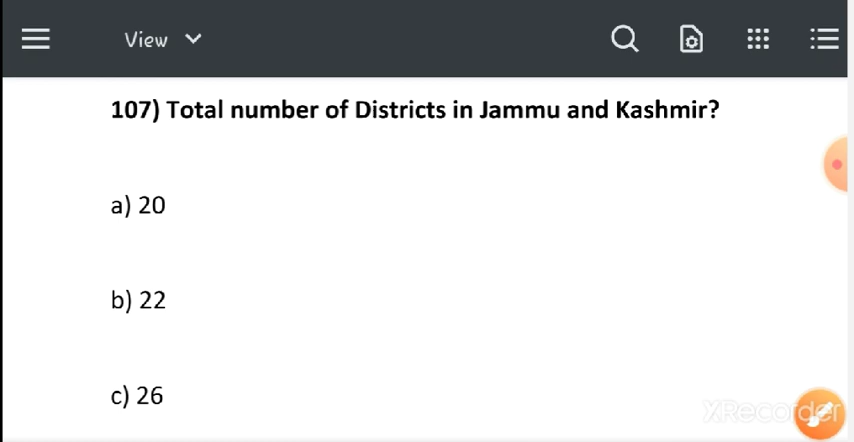 View
107) Total number of Districts in Jammu and Kashmir?
a) 20
b) 22
c) 26
XRecorder